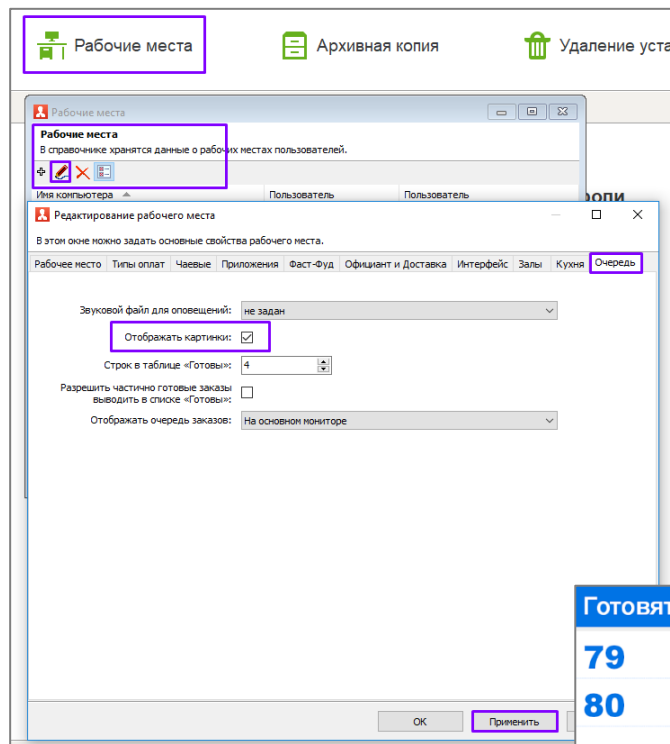 Рабочие места Архивная копия Удаление уста
Рабочие места
Рабочие места
В справочнике хранятся данные о рабочих местах пользователей.
Имя компьютера Пользователь Пользователь
Редактирование рабочего места
В этом окне можно задать основные свойства рабочего места.
Рабочее место Типы оплат Чаевые Приложения Фаст-Фуд Официант и Доставка Интерфейс Залы Кухня Очередь
Звуковой файл для оповещений: не задан
Отображать картинки:
Строк в таблице «Готовы»: 4
Разрешить частично готовые заказы
выводить в списке «Готовы»:
Отображать очередь заказов: На основном мониторе
Готовят
79
80
ОК Применить